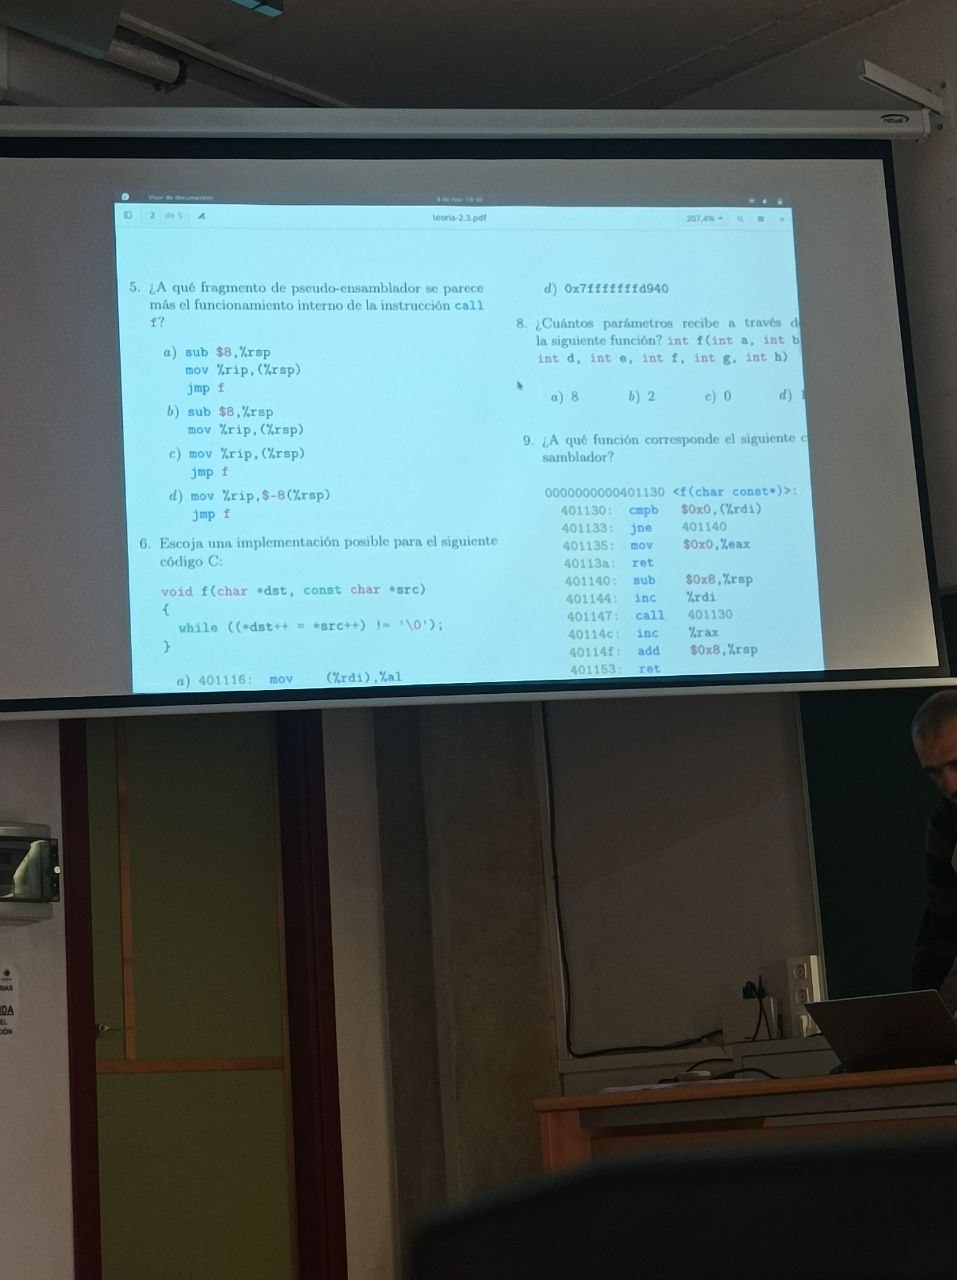 Visor de documentos
2 de 5
teoria-2.3.pdf
207,4%
5. ¿A qué fragmento de pseudo-ensamblador se parece
más el funcionamiento interno de la instrucción call
f?
a) sub $8,%rsp
mov %rip,(%rsp)
jmp f
b) sub $8,%rsp
mov %rip,(%rsp)
c) mov %rip,(%rsp)
jmp f
d) mov %rip,$-8(%rsp)
jmp f
6. Escoja una implementación posible para el siguiente
código C:
void f(char *dst, const char *src)
{
while ((*dst++ = *src++) != '\0');
}
a) 401116: mov (%rdi),%al
d) 0x7fffffffd940
8. ¿Cuántos parámetros recibe a través d
la siguiente función? int f(int a, int b
int d, int e, int f, int g, int h)
a) 8 b) 2 c) 0 d)
9. ¿A qué función corresponde el siguiente c
samblador?
0000000000401130 <f(char const*)>:
401130: cmpb $0x0,(%rdi)
401133: jne 401140
401135: mov $0x0,%eax
40113a: ret
401140: sub $0x8,%rsp
401144: inc %rdi
401147: call 401130
40114c: inc %rax
40114f: add $0x8,%rsp
401153: ret